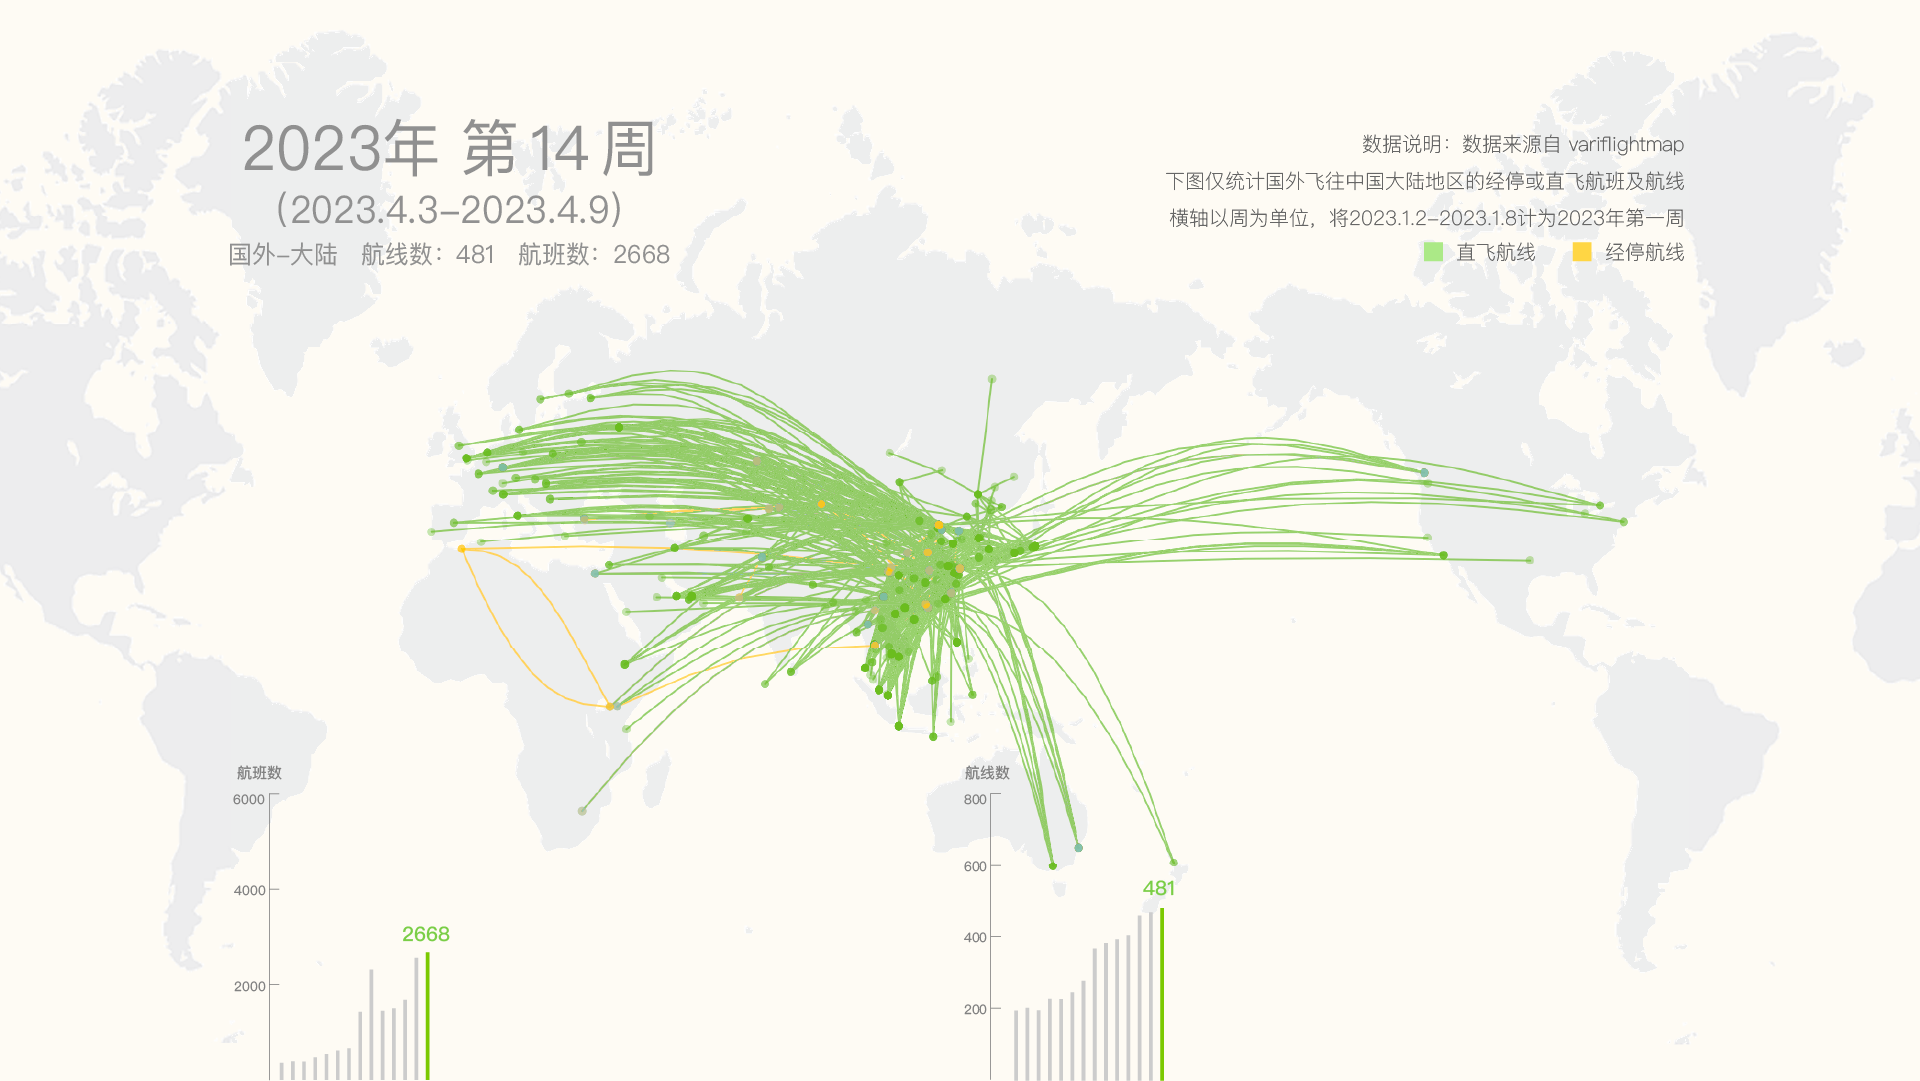 2023年 第14周
(2023.4.3-2023.4.9)
国外-大陆 航线数：481 航班数：2668
数据说明：数据来源自 variflightmap
下图仅统计国外飞往中国大陆地区的经停或直飞航班及航线
横轴以周为单位，将2023.1.2-2023.1.8计为2023年第一周
直飞航线 经停航线
航班数
6000
4000
2668
2000
航线数
800
600
481
400
200